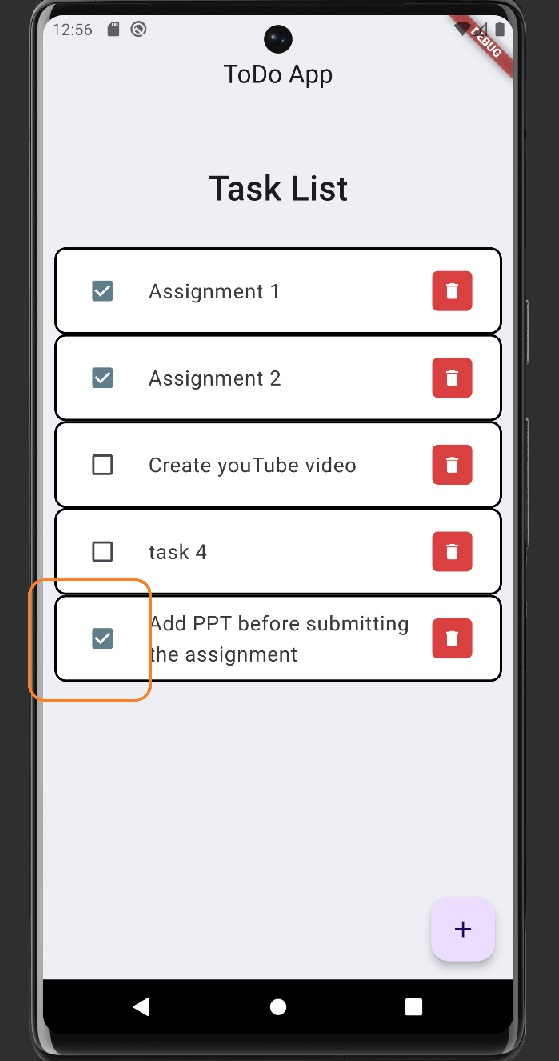 12:56
DEBUG
ToDo App
Task List
Assignment 1
Assignment 2
Create youTube video
task 4
Add PPT before submitting
the assignment
+